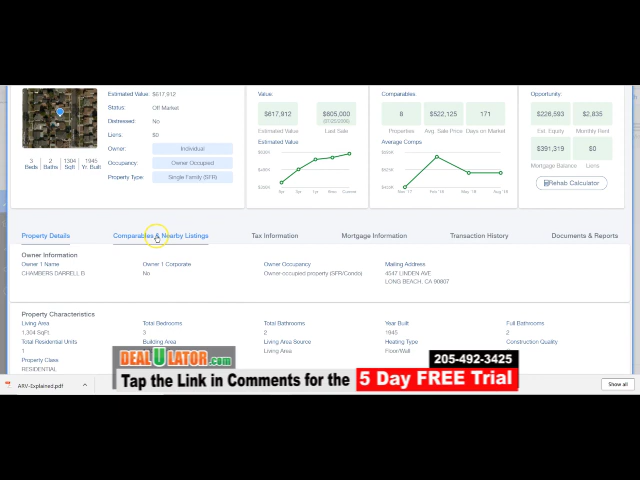 Estimated Value: $617,912
Status: Off Market
Distressed: No
Liens: $0
Owner: Individual
Occupancy: Owner Occupied
Property Type: Single Family (SFR)
3 Beds
2 Baths
1304 Sqft
1945 Yr. Built
Value:
$617,912
Estimated Value
$605,000
Last Sale
Estimated Value
Comparables:
8
Properties
$522,125
Avg. Sale Price
171
Days on Market
Average Comps
Opportunity:
$226,593
Est. Equity
$2,835
Monthly Rent
$391,319
Mortgage Balance
$0
Liens
Rehab Calculator
Property Details
Comparables & Nearby Listings
Tax Information
Mortgage Information
Transaction History
Documents & Reports
Owner Information
Owner 1 Name
CHAMBERS DARRELL D
Owner 1 Corporate
No
Owner Occupancy
Owner-occupied property (SFR/Condo)
Mailing Address
4547 LINDEN AVE
LONG BEACH, CA 90807
Property Characteristics
Living Area
1,304 SqFt
Total Bedrooms
3
Total Bathrooms
2
Year Built
1945
Full Bathrooms
2
Total Residential Units
1
Building Area
Living Area Source
Living Area
Heating Type
Floor/Wall
Construction Quality
Property Class
RESIDENTIAL
DEALULATOR.com
205-492-3425
Tap the Link in Comments for the 5 Day FREE Trial
ARV-Explained.pdf
Show all